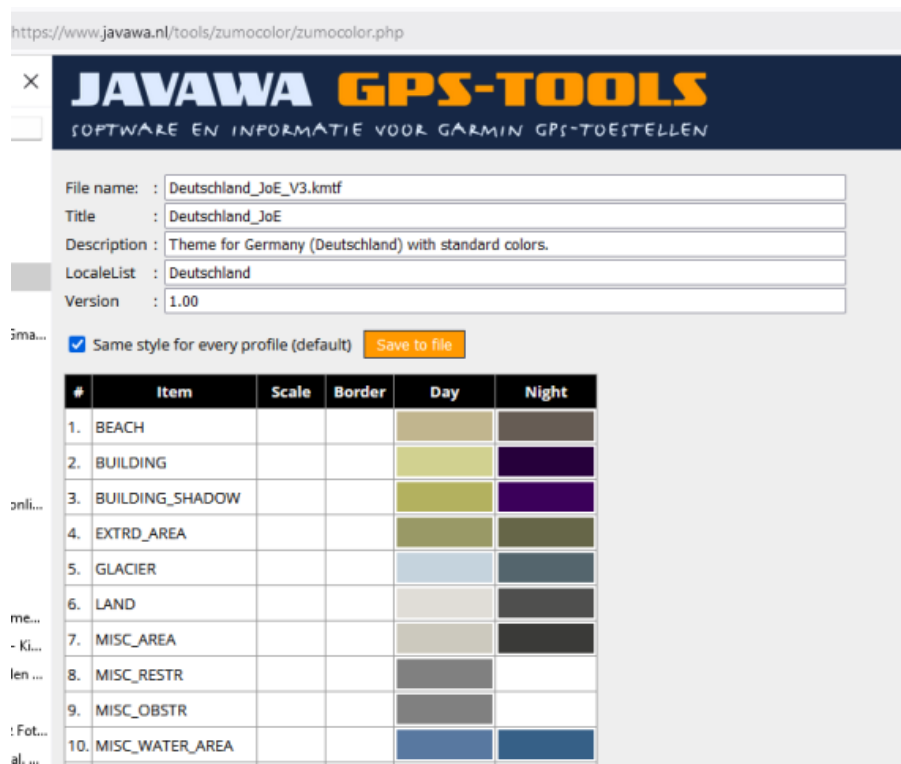 https://www.javawa.nl/tools/zumocolor/zumocolor.php
JAVAWA GPS-TOOLS
SOFTWARE EN INFORMATIE VOOR GARMIN GPS-TOESTELLEN
File name: : Deutschland_JoE_V3.kmtf
Title : Deutschland_JoE
Description : Theme for Germany (Deutschland) with standard colors.
LocaleList : Deutschland
Version : 1.00
Same style for every profile (default) Save to file
# Item Scale Border Day Night
1. BEACH
2. BUILDING
3. BUILDING_SHADOW
4. EXTRD_AREA
5. GLACIER
6. LAND
7. MISC_AREA
8. MISC_RESTR
9. MISC_OBSTR
10. MISC_WATER_AREA